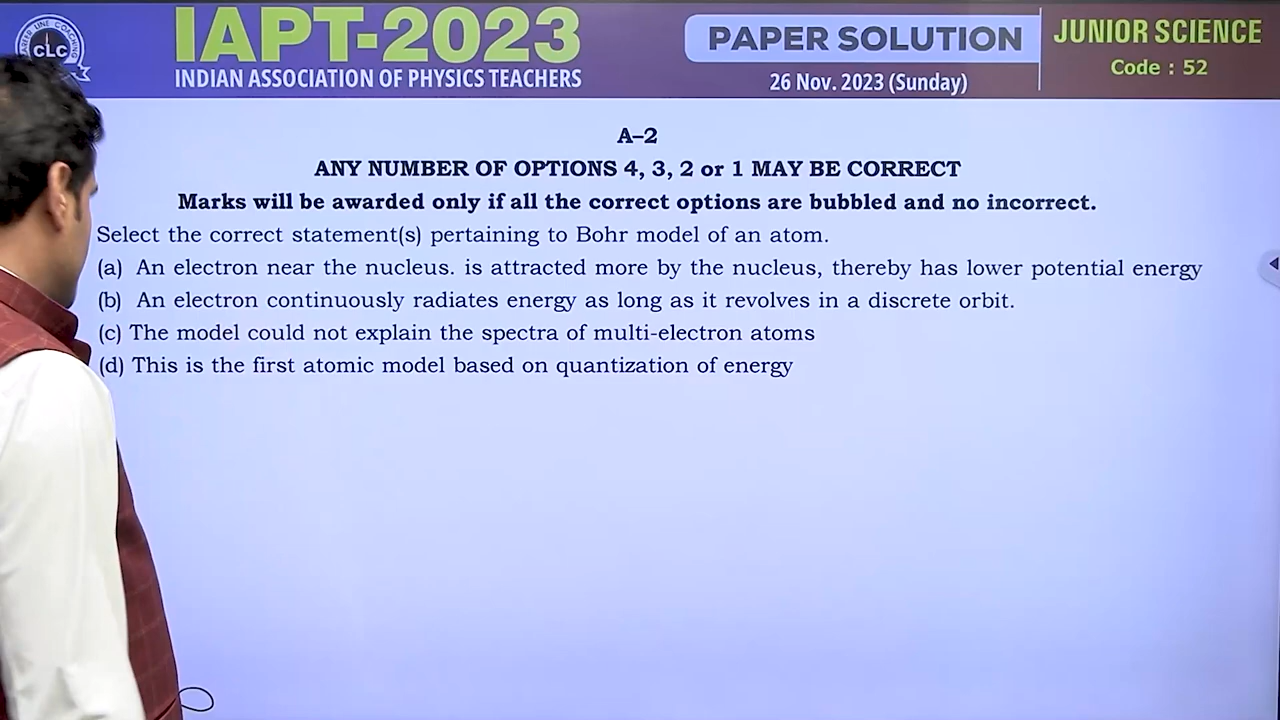 IAPT-2023
INDIAN ASSOCIATION OF PHYSICS TEACHERS
PAPER SOLUTION
26 Nov. 2023 (Sunday)
JUNIOR SCIENCE
Code : 52
CLC
A–2
ANY NUMBER OF OPTIONS 4, 3, 2 or 1 MAY BE CORRECT
Marks will be awarded only if all the correct options are bubbled and no incorrect.
Select the correct statement(s) pertaining to Bohr model of an atom.
(a) An electron near the nucleus. is attracted more by the nucleus, thereby has lower potential energy
(b) An electron continuously radiates energy as long as it revolves in a discrete orbit.
(c) The model could not explain the spectra of multi-electron atoms
(d) This is the first atomic model based on quantization of energy